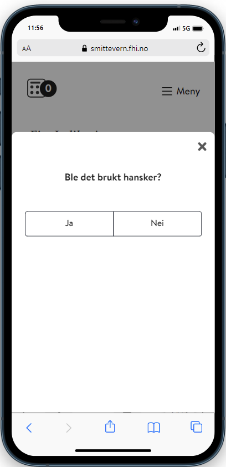 11:56
5G
AA
smittevern.fhi.no
0
Meny
Ble det brukt hansker?
Ja
Nei